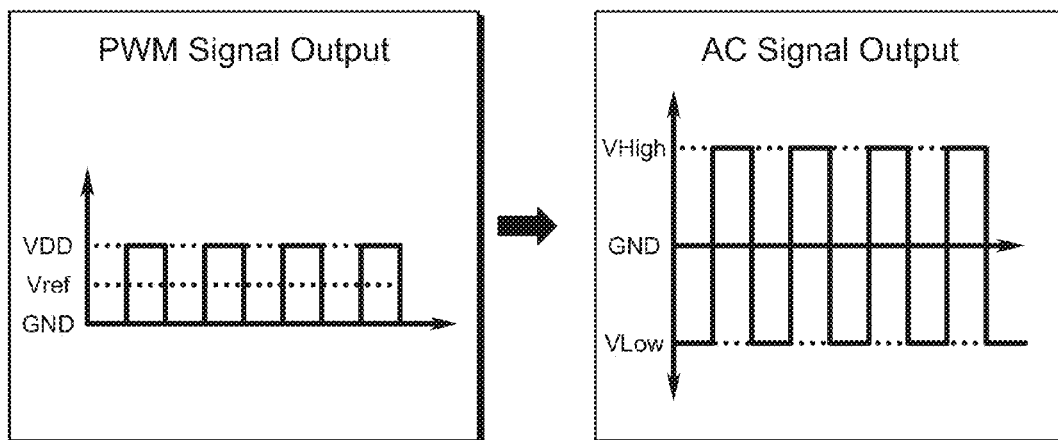 PWM Signal Output
VDD
Vref
GND
AC Signal Output
VHigh
GND
VLow